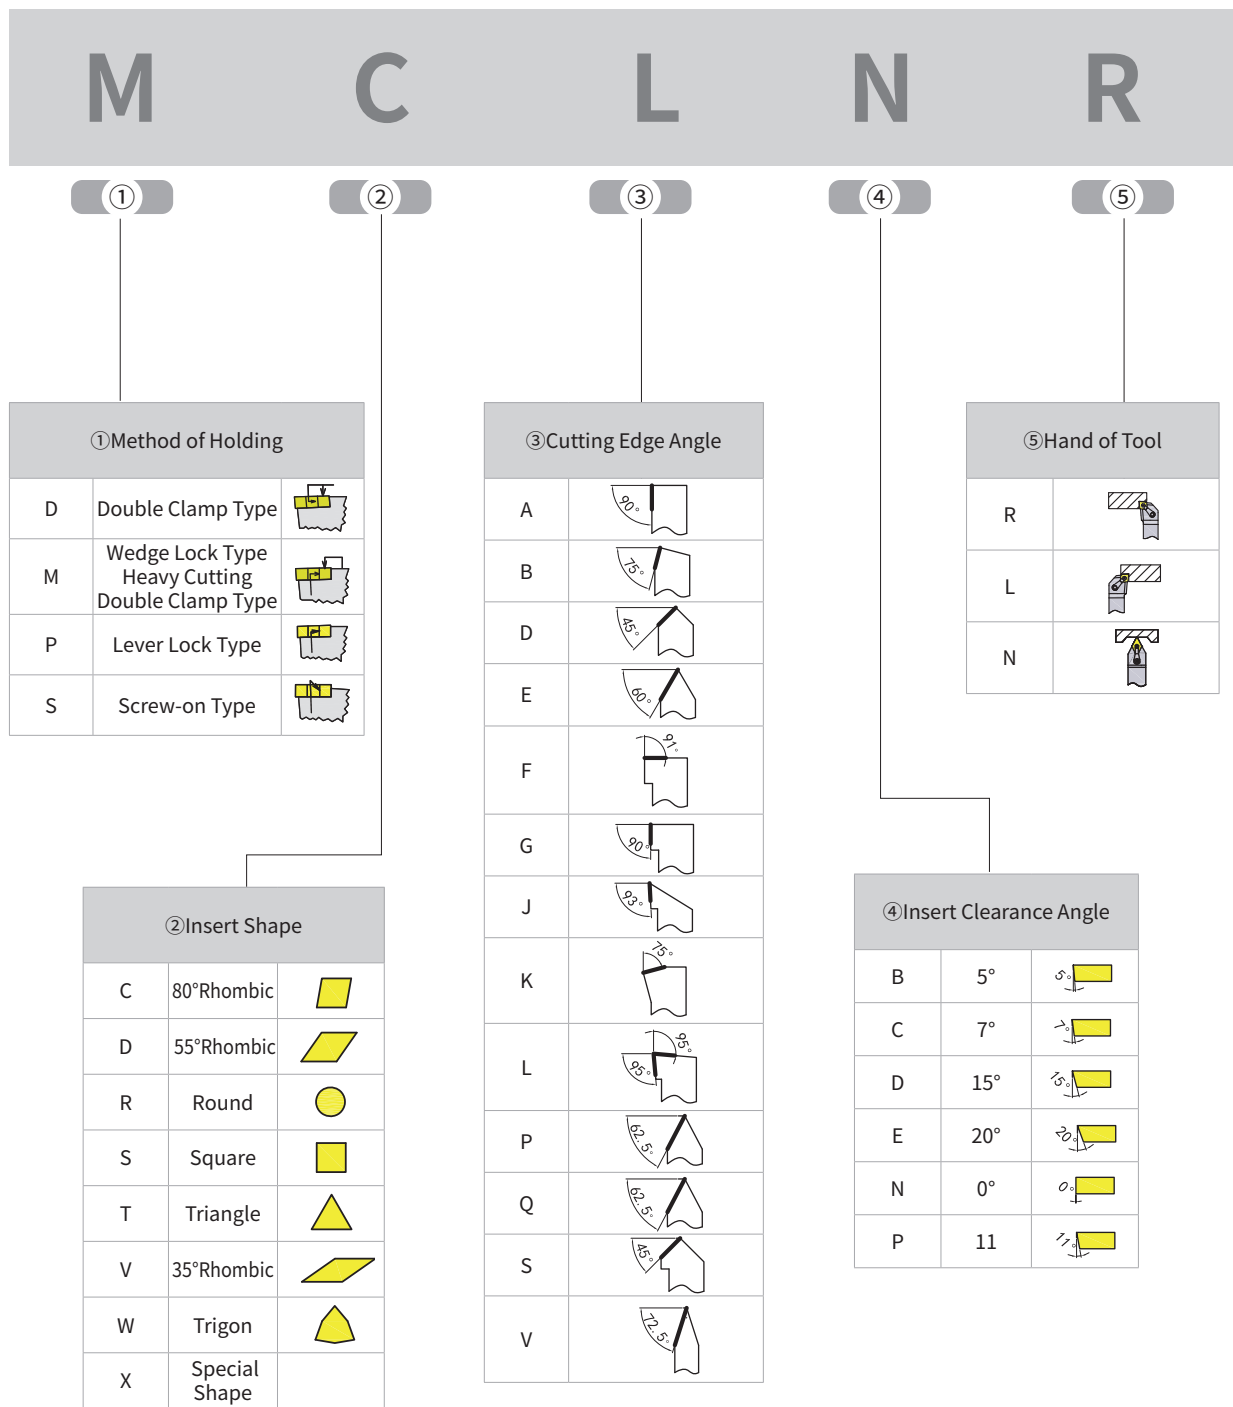 M C L N R
① ② ③ ④ ⑤
①Method of Holding
D Double Clamp Type
M Wedge Lock Type
Heavy Cutting
Double Clamp Type
P Lever Lock Type
S Screw-on Type
②Insert Shape
C 80°Rhombic
D 55°Rhombic
R Round
S Square
T Triangle
V 35°Rhombic
W Trigon
X Special
Shape
③Cutting Edge Angle
A 90°
B 75°
D 45°
E 60°
F 91°
G 90°
J 93°
K 75°
L 95° 95°
P 62.5°
Q 62.5°
S 45°
V 72.5°
④Insert Clearance Angle
B 5° 5°
C 7° 7°
D 15° 15°
E 20° 20°
N 0° 0°
P 11 11°
⑤Hand of Tool
R
L
N